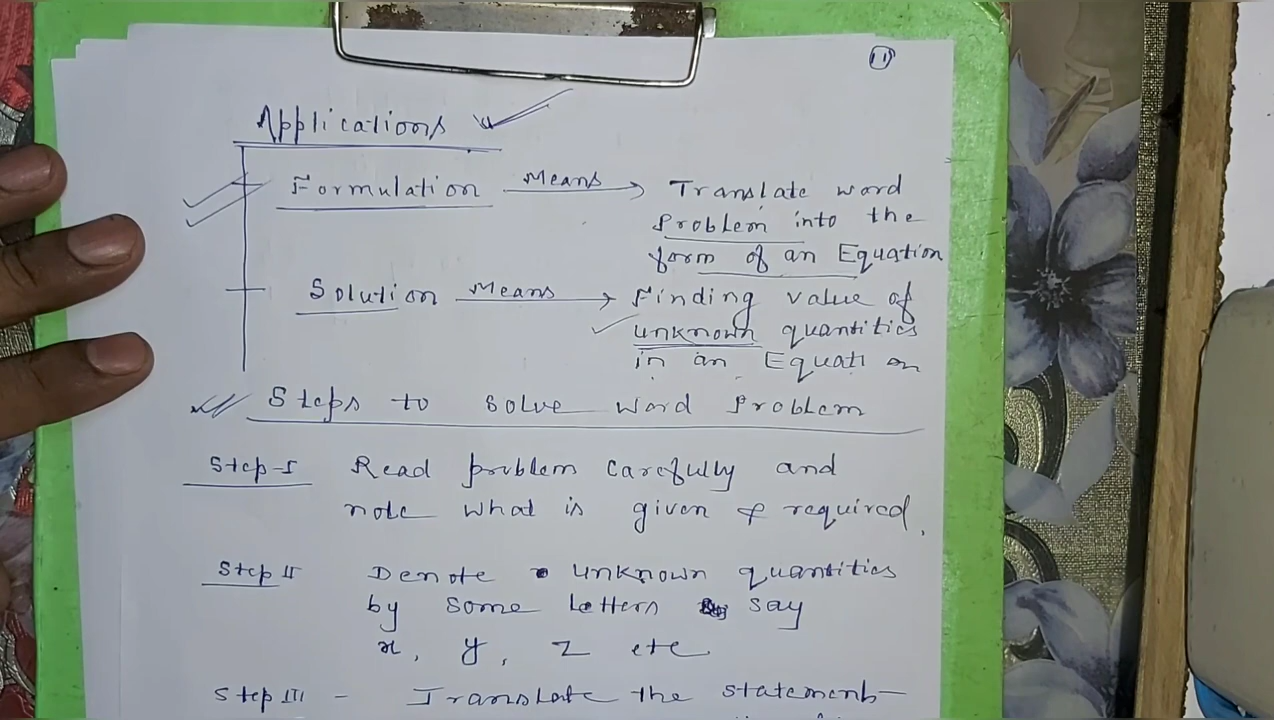 11
Applications
Formulation Means Translate word
Problem into the
form of an Equation
Solution Means Finding value of
unknown quantities
in an Equation
Steps to solve word Problem
Step-I Read problem carefully and
note what is given & required.
Step II Denote unknown quantities
by some letters say
x, y, z etc
Step III - Translate the statement